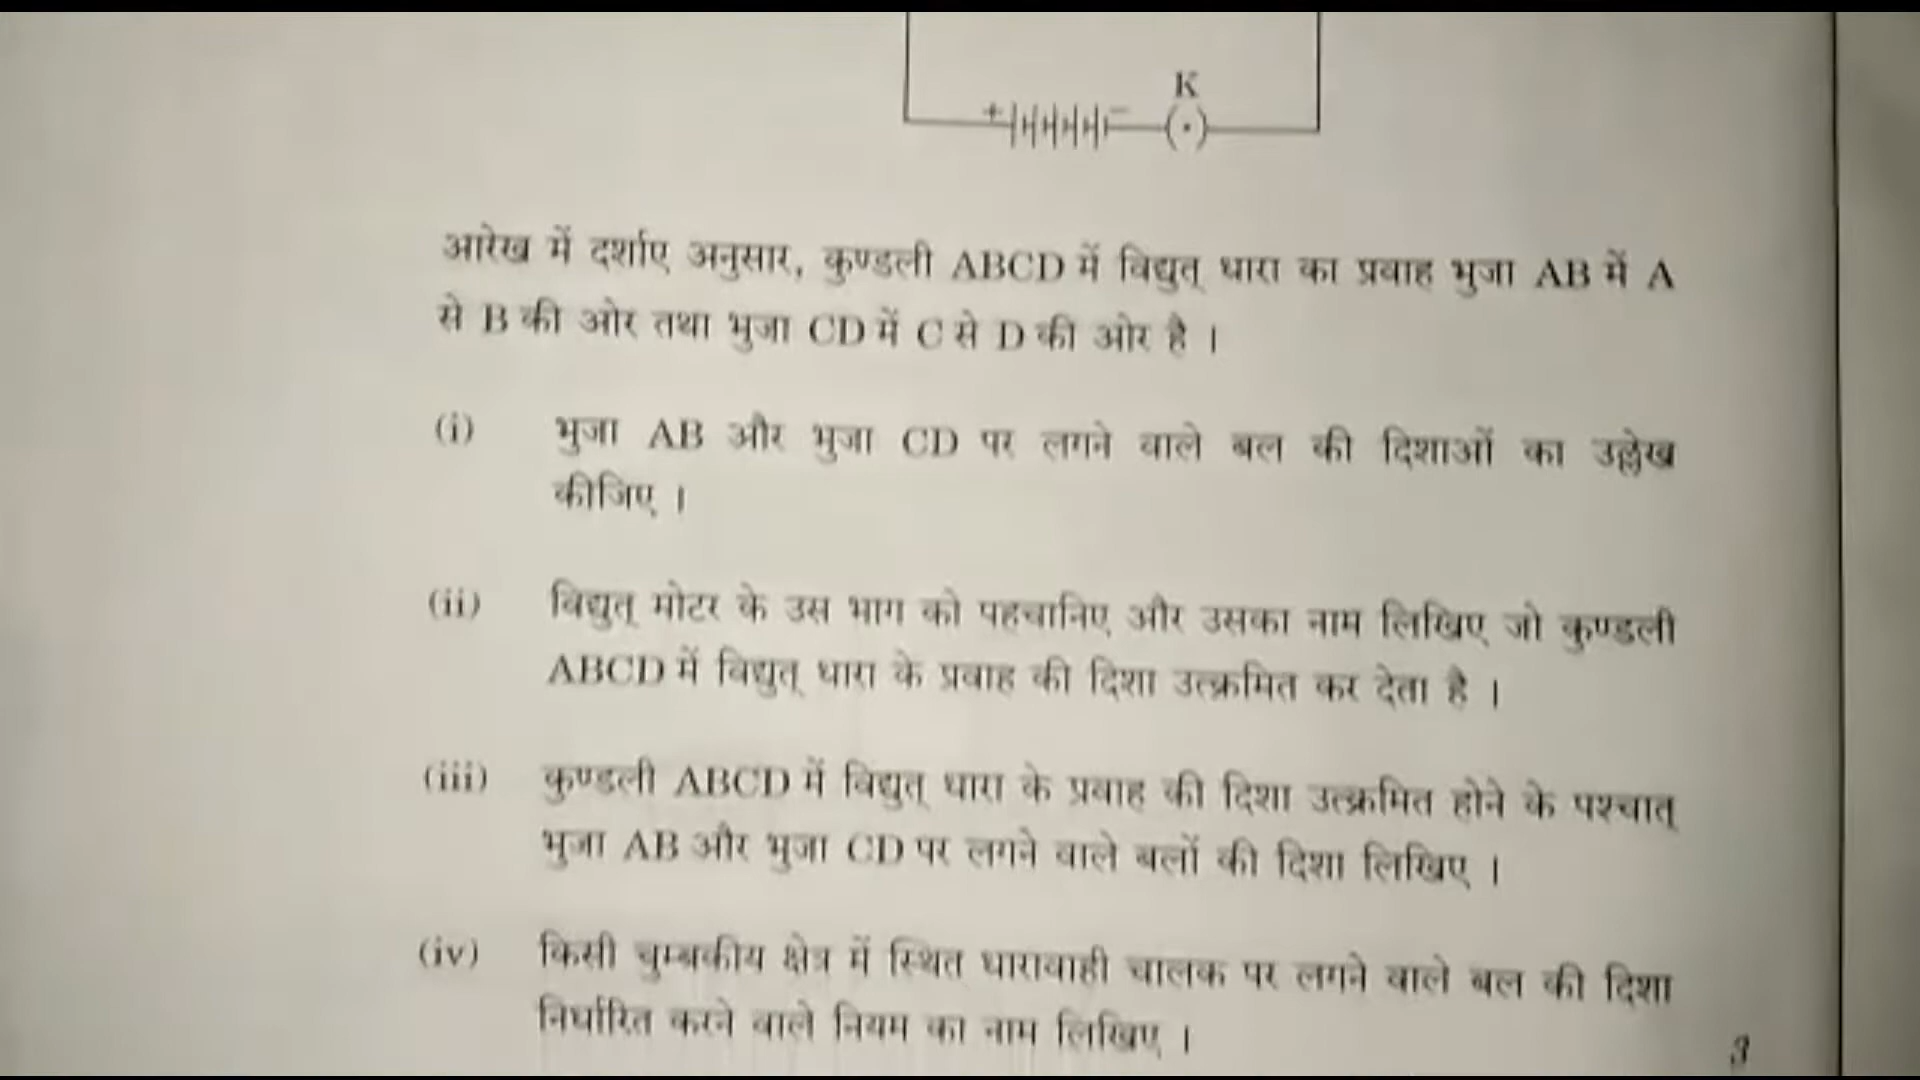 K
+ −
आरेख में दर्शाए अनुसार, कुण्डली ABCD में विद्युत् धारा का प्रवाह भुजा AB में A
से B की ओर तथा भुजा CD में C से D की ओर है ।
(i) भुजा AB और भुजा CD पर लगने वाले बल की दिशाओं का उल्लेख
कीजिए ।
(ii) विद्युत् मोटर के उस भाग को पहचानिए और उसका नाम लिखिए जो कुण्डली
ABCD में विद्युत् धारा के प्रवाह की दिशा उत्क्रमित कर देता है ।
(iii) कुण्डली ABCD में विद्युत् धारा के प्रवाह की दिशा उत्क्रमित होने के पश्चात्
भुजा AB और भुजा CD पर लगने वाले बलों की दिशा लिखिए ।
(iv) किसी चुम्बकीय क्षेत्र में स्थित धारावाही चालक पर लगने वाले बल की दिशा
निर्धारित करने वाले नियम का नाम लिखिए ।
3